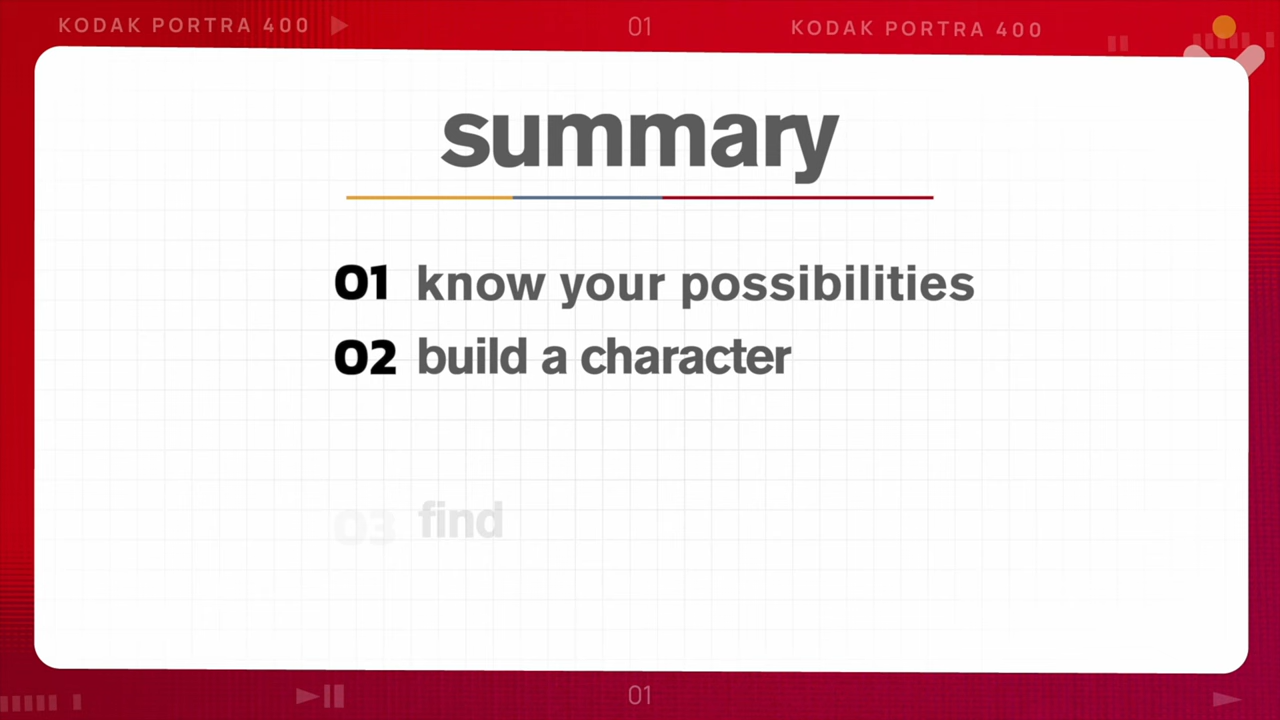 KODAK PORTRA 400 01 KODAK PORTRA 400
summary
01 know your possibilities
02 build a character
03 find
01